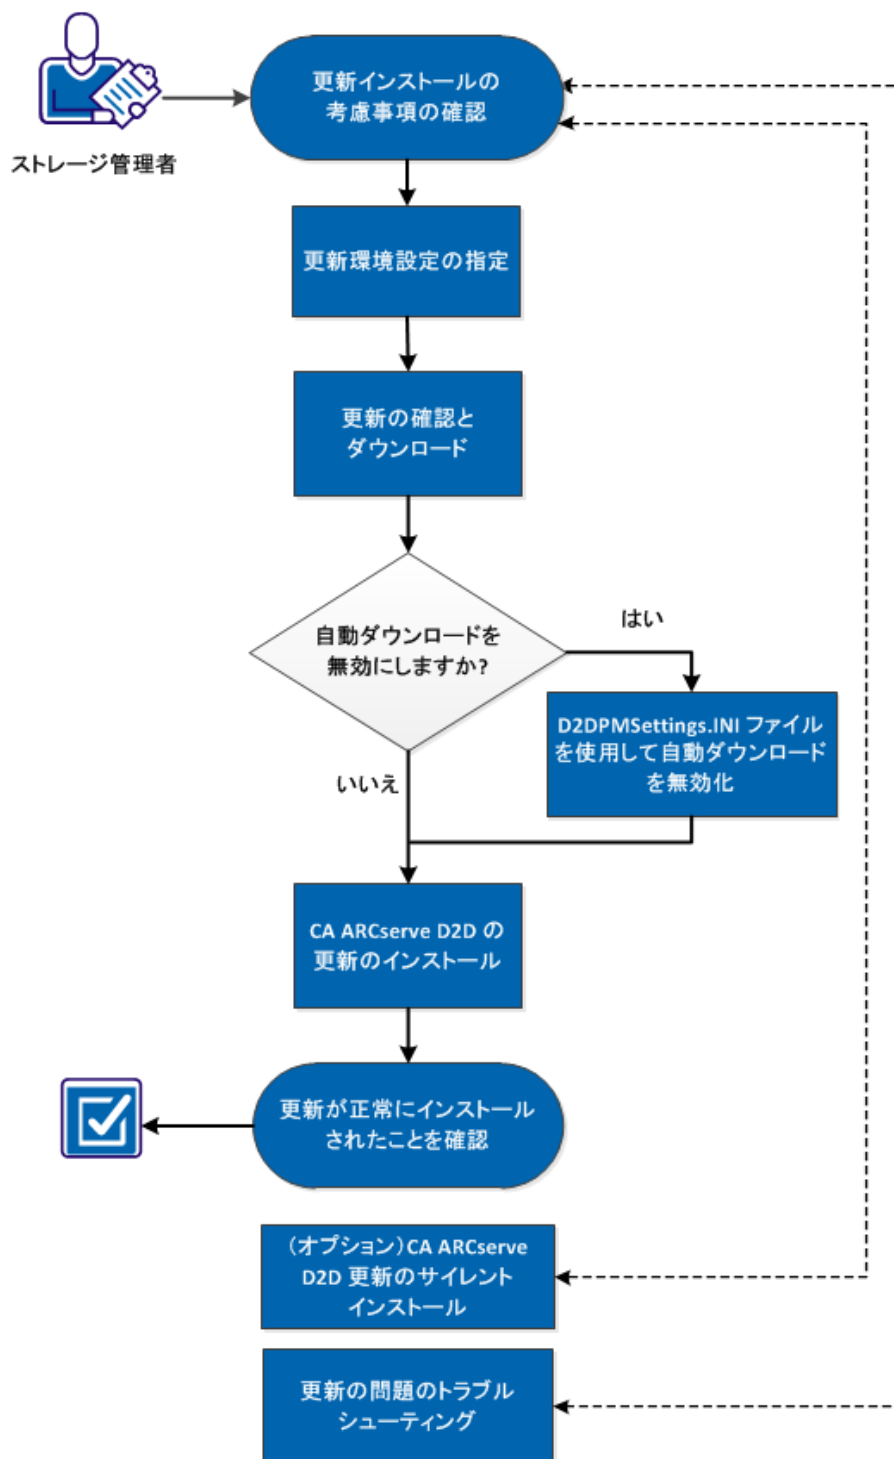 更新インストールの
考慮事項の確認
ストレージ管理者
更新環境設定の指定
更新の確認と
ダウンロード
自動ダウンロードを
無効にしますか?
はい
D2DPMSettings.INI ファイル
を使用して自動ダウンロード
を無効化
いいえ
CA ARCserve D2D の
更新のインストール
更新が正常にインストール
されたことを確認
(オプション)CA ARCserve
D2D 更新のサイレント
インストール
更新の問題のトラブル
シューティング